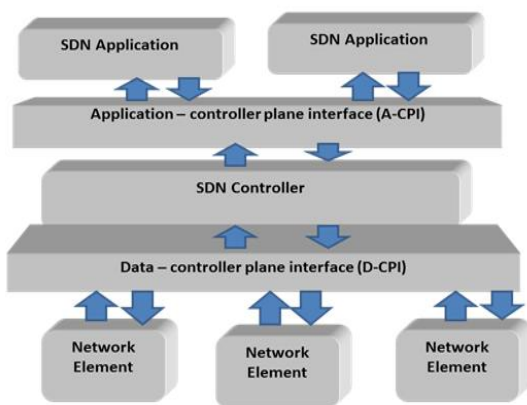 SDN Application
SDN Application
Application – controller plane interface (A-CPI)
SDN Controller
Data – controller plane interface (D-CPI)
Network
Element
Network
Element
Network
Element